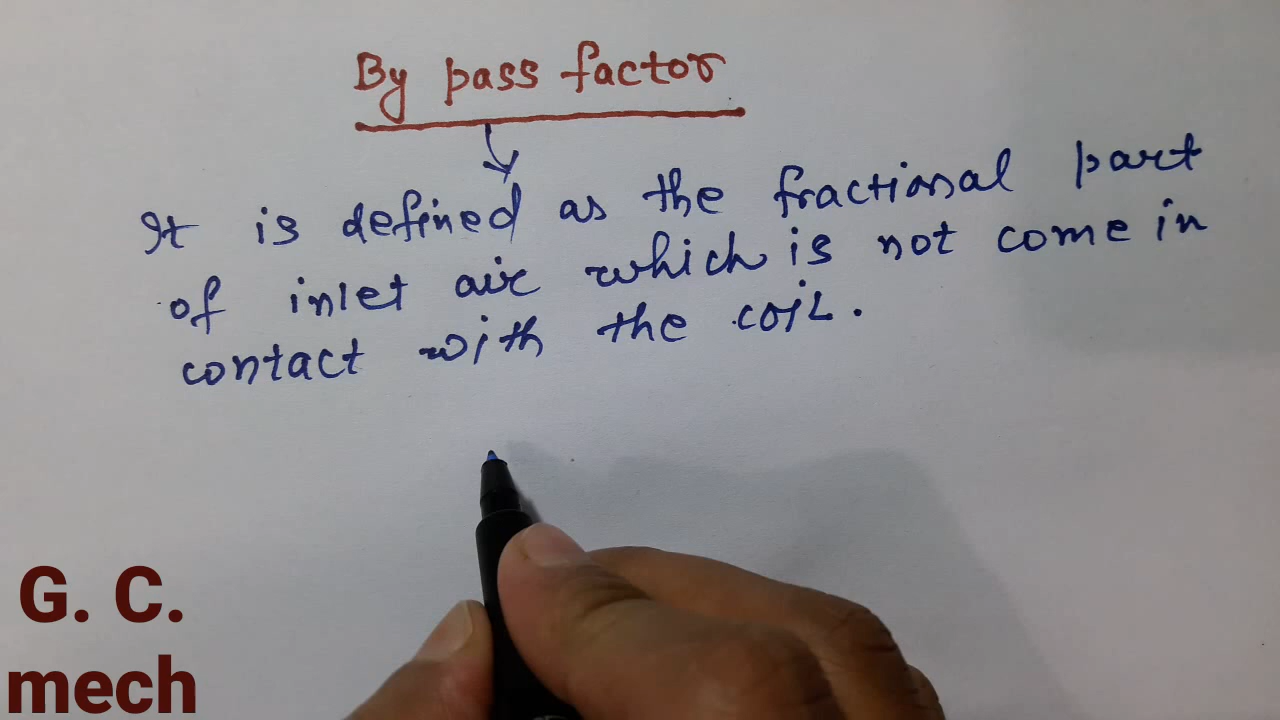 By pass factor
It is defined as the fractional part
of inlet air which is not come in
contact with the coil.
G. C.
mech